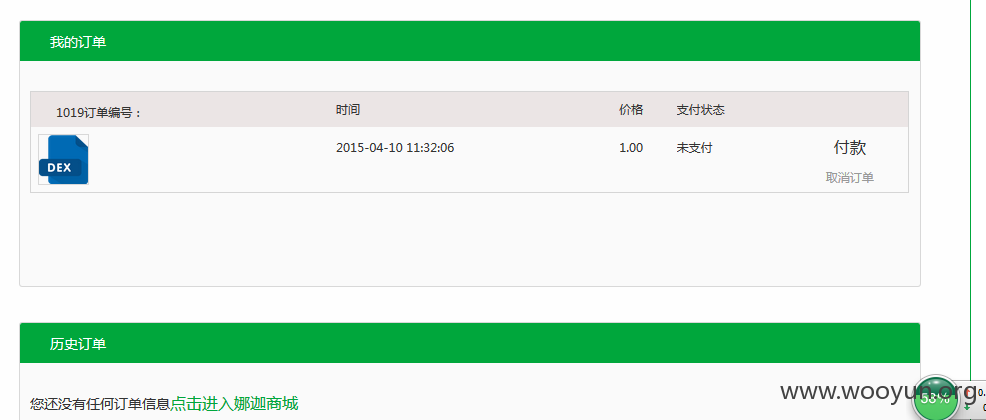 我的订单
1019订单编号： 时间 价格 支付状态
DEX 2015-04-10 11:32:06 1.00 未支付 付款
取消订单
历史订单
您还没有任何订单信息点击进入娜迦商城
www.wooyun.org
53%